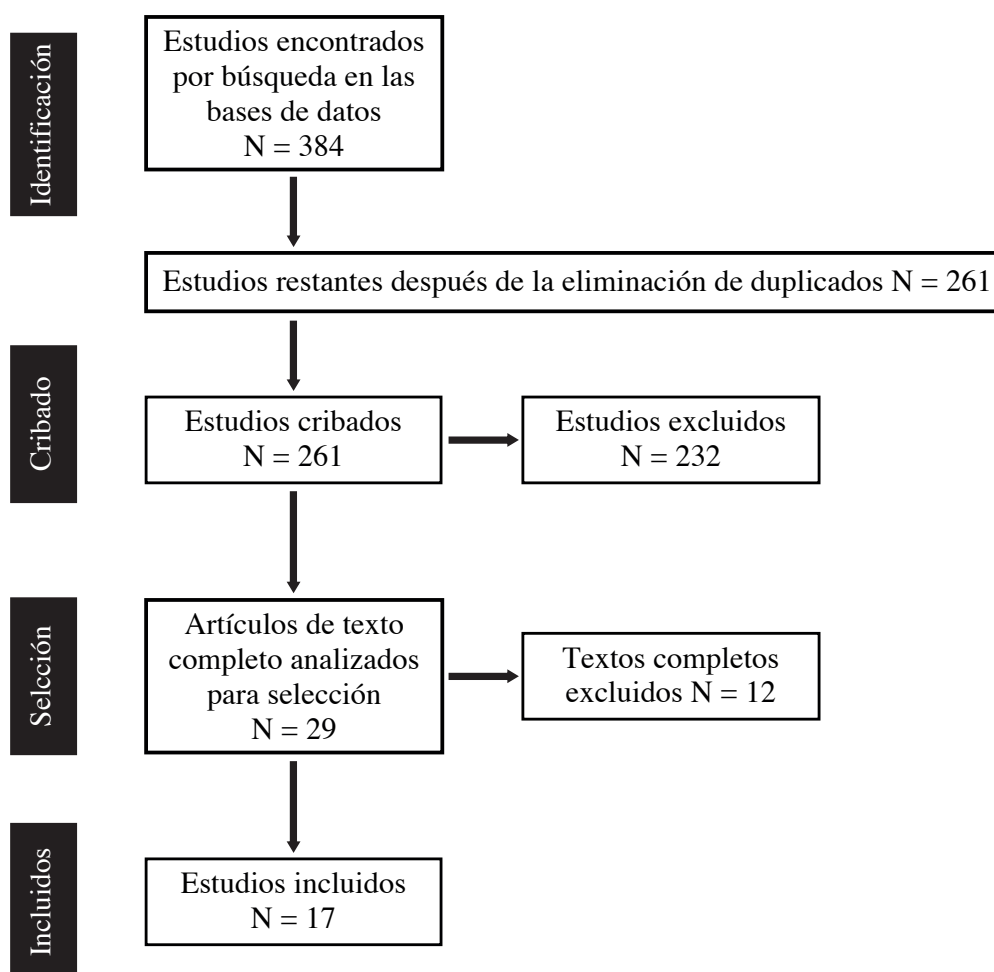 Identificación
Estudios encontrados
por búsqueda en las
bases de datos
N = 384
Estudios restantes después de la eliminación de duplicados N = 261
Cribado
Estudios cribados
N = 261
Estudios excluidos
N = 232
Selcción
Artículos de texto
completo analizados
para selección
N = 29
Textos completos
excluidos N = 12
Incluidos
Estudios incluidos
N = 17